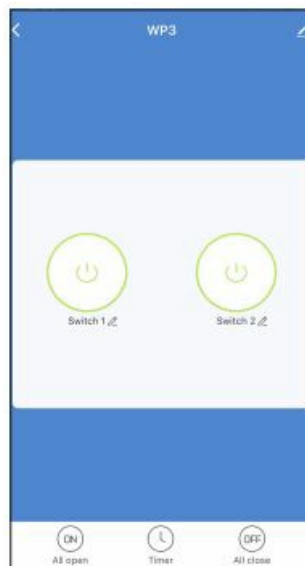 WP3
Switch 1
Switch 2
ON
OFF
All open
Timer
All close